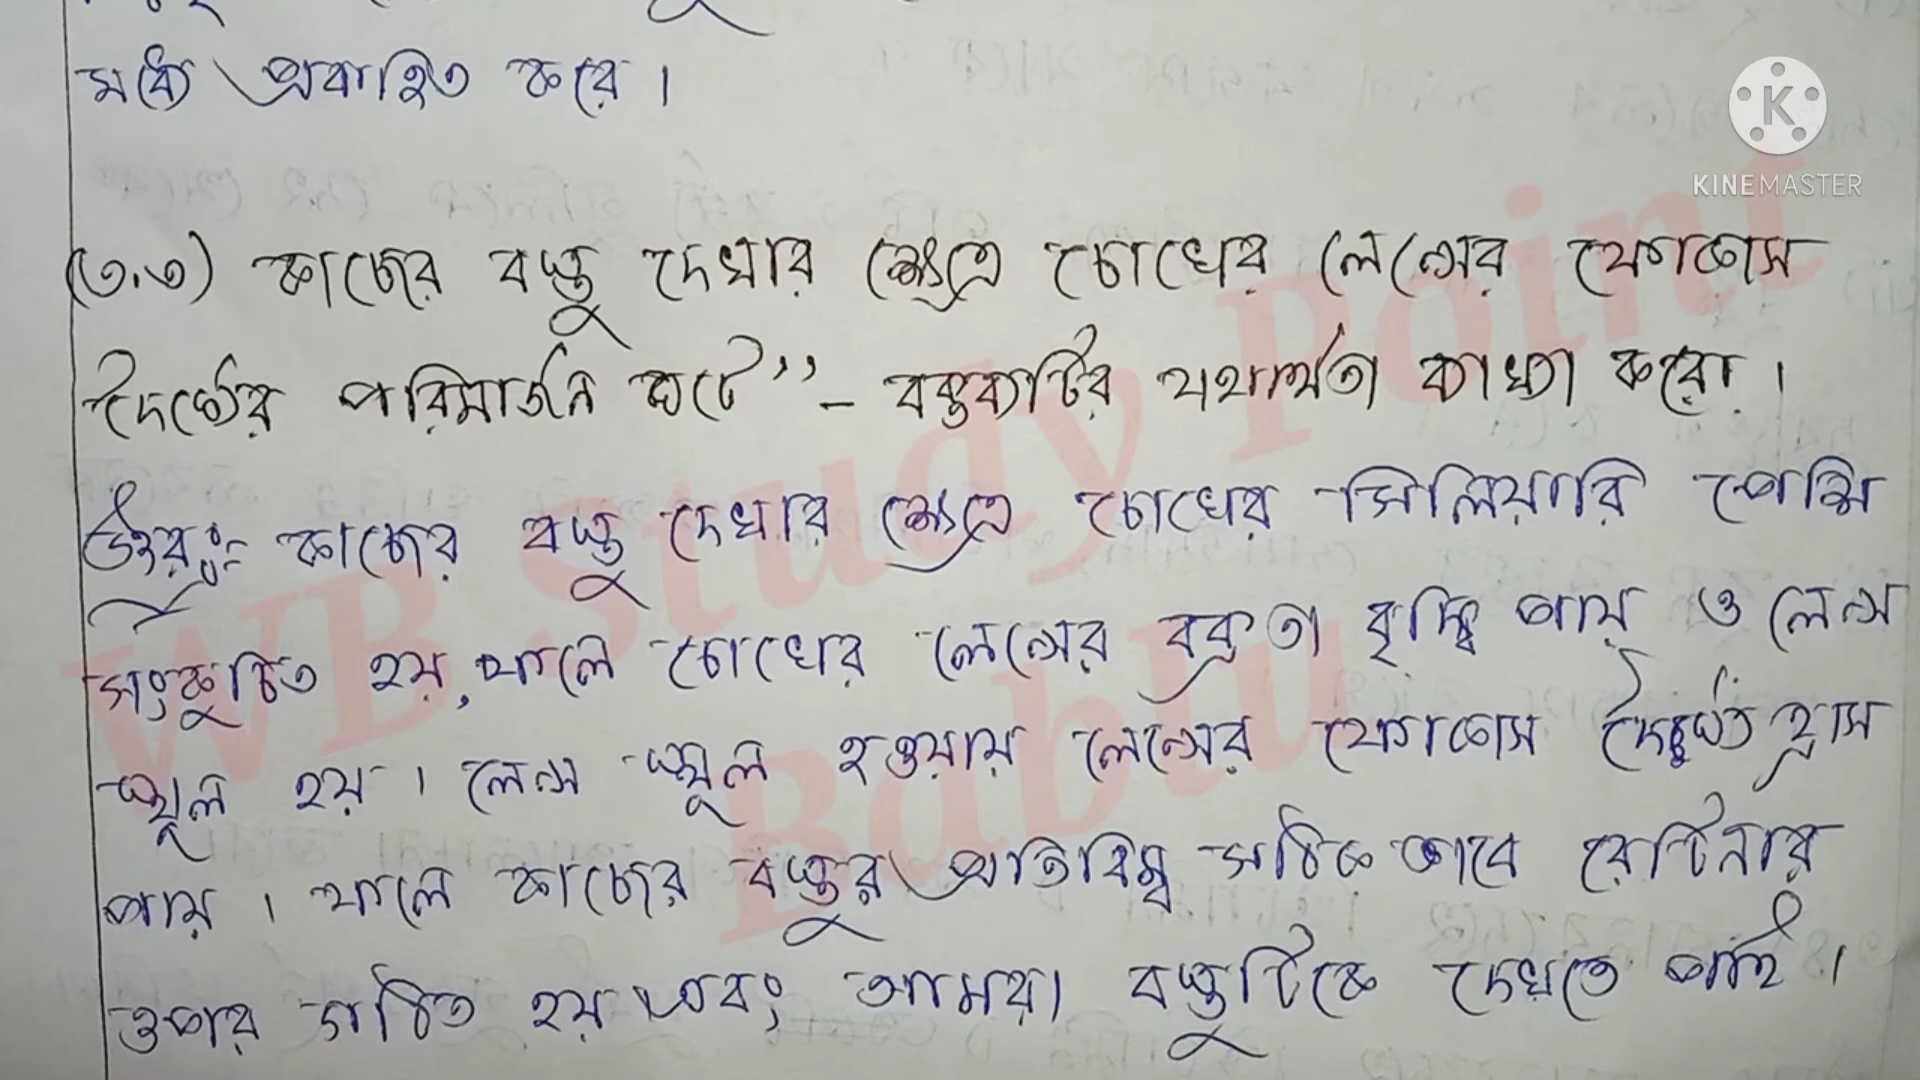 মধ্যে প্রবাহিত করে।
KINEMASTER
(৩.৩) কাছের বস্তু দেখার ক্ষেত্রে চোখের লেন্সের ফোকাস
দৈর্ঘ্যের পরিমার্জন ঘটে” – বক্তব্যটির যথার্থতা ব্যাখ্যা করো।
উত্তরঃ- কাছের বস্তু দেখার ক্ষেত্রে চোখের সিলিয়ারি পেশি
সংকুচিত হয়, ফলে চোখের লেন্সের বক্রতা বৃদ্ধি পায় ও লেন্স
স্থূল হয়। লেন্স স্থূল হওয়ায় লেন্সের ফোকাস দৈর্ঘ্য হ্রাস
পায়। ফলে কাছের বস্তুর প্রতিবিম্ব সঠিক ভাবে রেটিনার
ওপর গঠিত হয় এবং আমরা বস্তুটিকে দেখতে পাই।
WB Study Point
Bablu